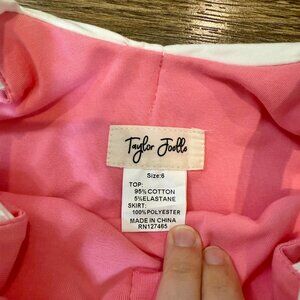 Taylor Joelle
Size:6
TOP:
95%COTTON
5%ELASTANE
SKIRT:
100%POLYESTER
MADE IN CHINA
RN127465